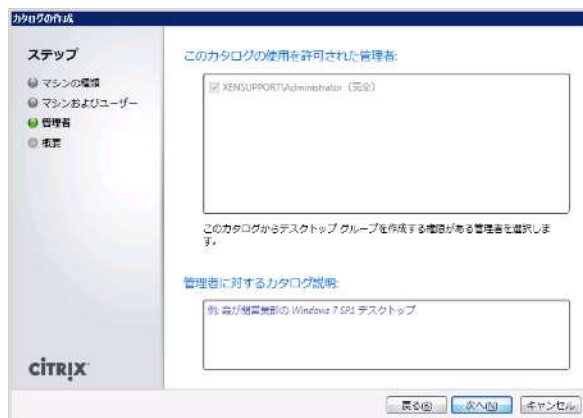 カタログの作成
ステップ
マシンの種類
マシンおよびユーザー
管理者
概要
CITRIX
このカタログの使用を許可された管理者:
XENSUPPORT\Administrator (完全)
このカタログからデスクトップ グループを作成する権限がある管理者を選択しま
す。
管理者に対するカタログ説明:
例: 霞が関営業部の Windows 7 SP1 デスクトップ
戻る(B)
次へ(N)
キャンセル